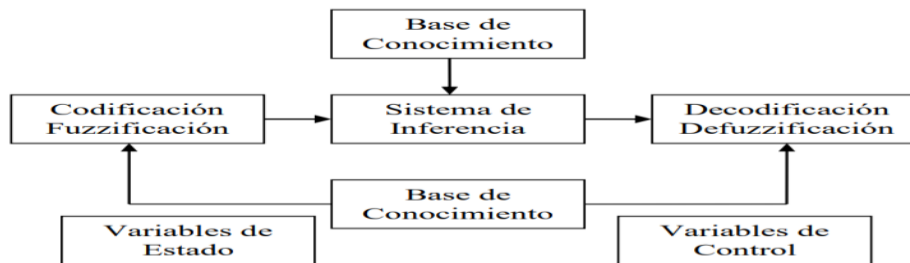 Base de
Conocimiento
Codificación
Fuzzificación
Sistema de
Inferencia
Decodificación
Defuzzificación
Base de
Conocimiento
Variables de
Estado
Variables de
Control